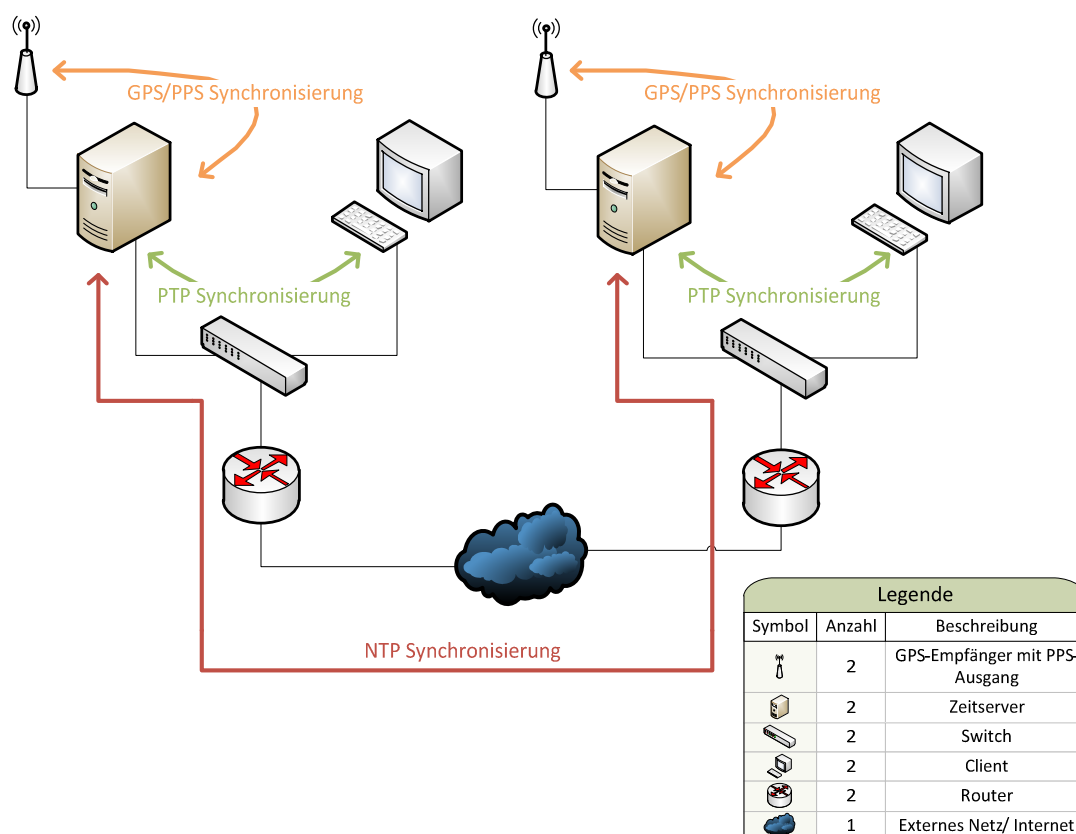 GPS/PPS Synchronisierung
GPS/PPS Synchronisierung
PTP Synchronisierung
PTP Synchronisierung
NTP Synchronisierung
Legende
Symbol Anzahl Beschreibung
2 GPS-Empfänger mit PPS-
Ausgang
2 Zeitserver
2 Switch
2 Client
2 Router
1 Externes Netz/ Internet